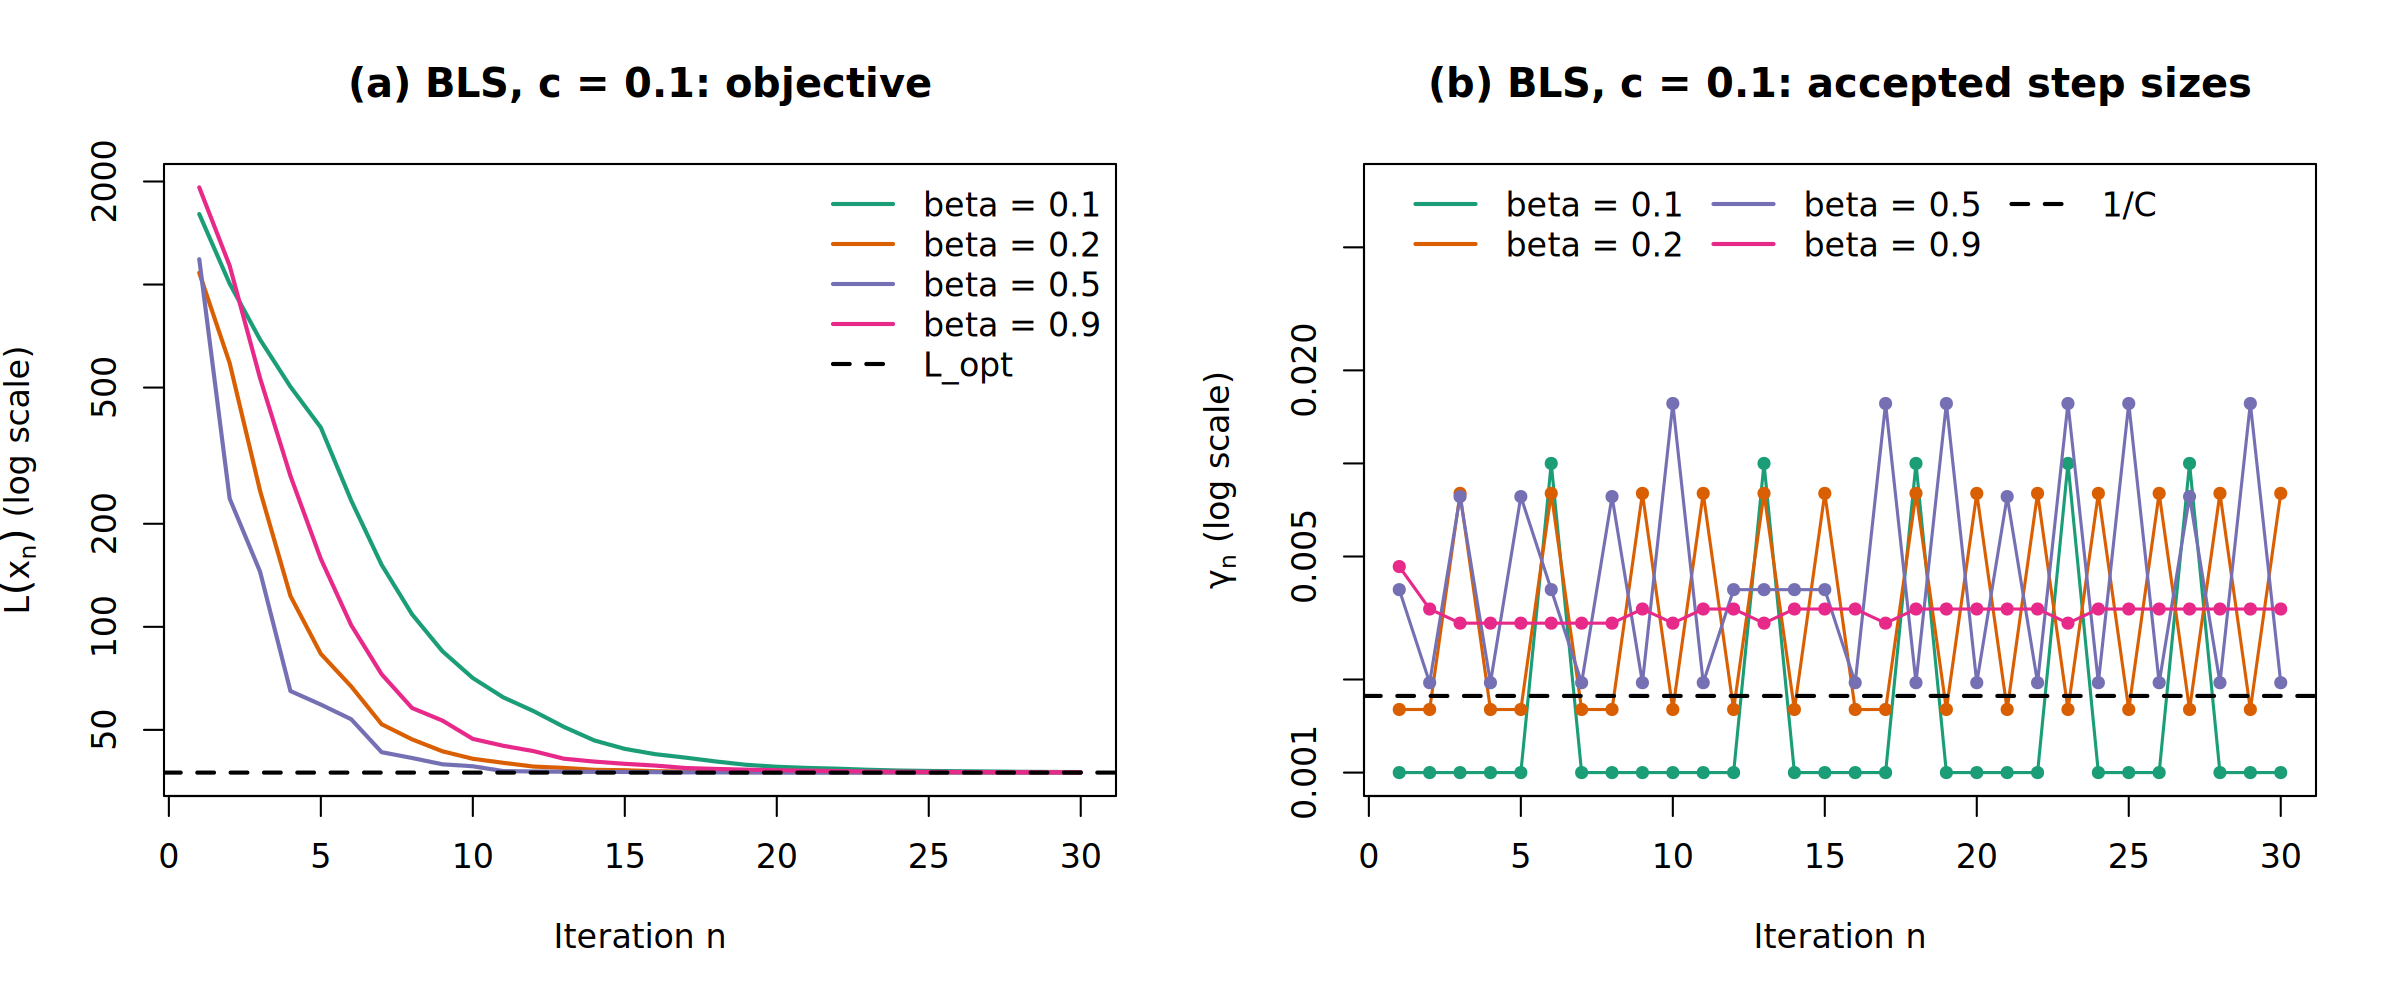 (a) BLS, c = 0.1: objective
L(xₙ) (log scale)
2000
500
200
100
50
beta = 0.1
beta = 0.2
beta = 0.5
beta = 0.9
L_opt
0 5 10 15 20 25 30
Iteration n
(b) BLS, c = 0.1: accepted step sizes
γₙ (log scale)
0.020
0.005
0.001
beta = 0.1 beta = 0.5 1/C
beta = 0.2 beta = 0.9
0 5 10 15 20 25 30
Iteration n